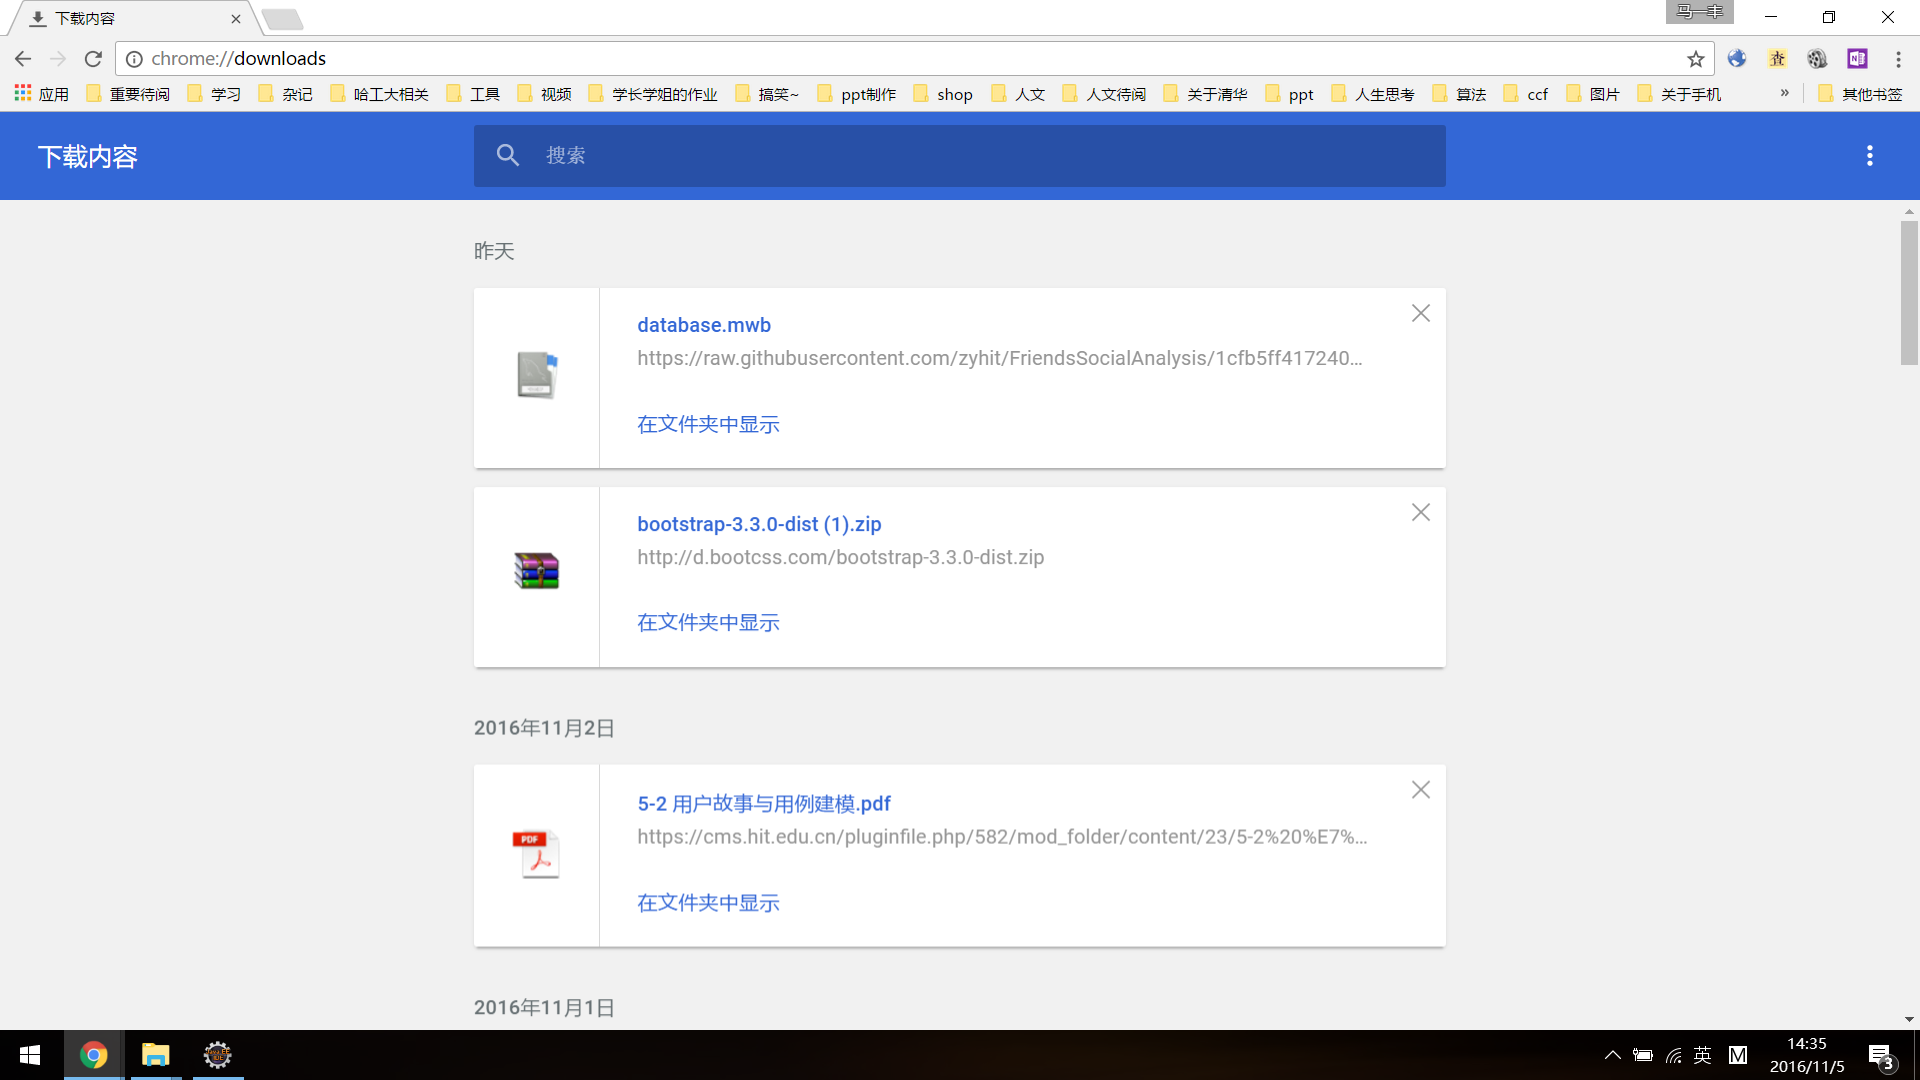 下载内容
马一丰
chrome://downloads
应用 重要待阅 学习 杂记 哈工大相关 工具 视频 学长学姐的作业 搞笑~ ppt制作 shop 人文 人文待阅 关于清华 ppt 人生思考 算法 ccf 图片 关于手机 » 其他书签
下载内容
搜索
昨天
database.mwb
https://raw.githubusercontent.com/zyhit/FriendsSocialAnalysis/1cfb5ff417240...
在文件夹中显示
bootstrap-3.3.0-dist (1).zip
http://d.bootcss.com/bootstrap-3.3.0-dist.zip
在文件夹中显示
2016年11月2日
PDF
5-2 用户故事与用例建模.pdf
https://cms.hit.edu.cn/pluginfile.php/582/mod_folder/content/23/5-2%20%E7%...
在文件夹中显示
2016年11月1日
英 M
14:35
2016/11/5
3